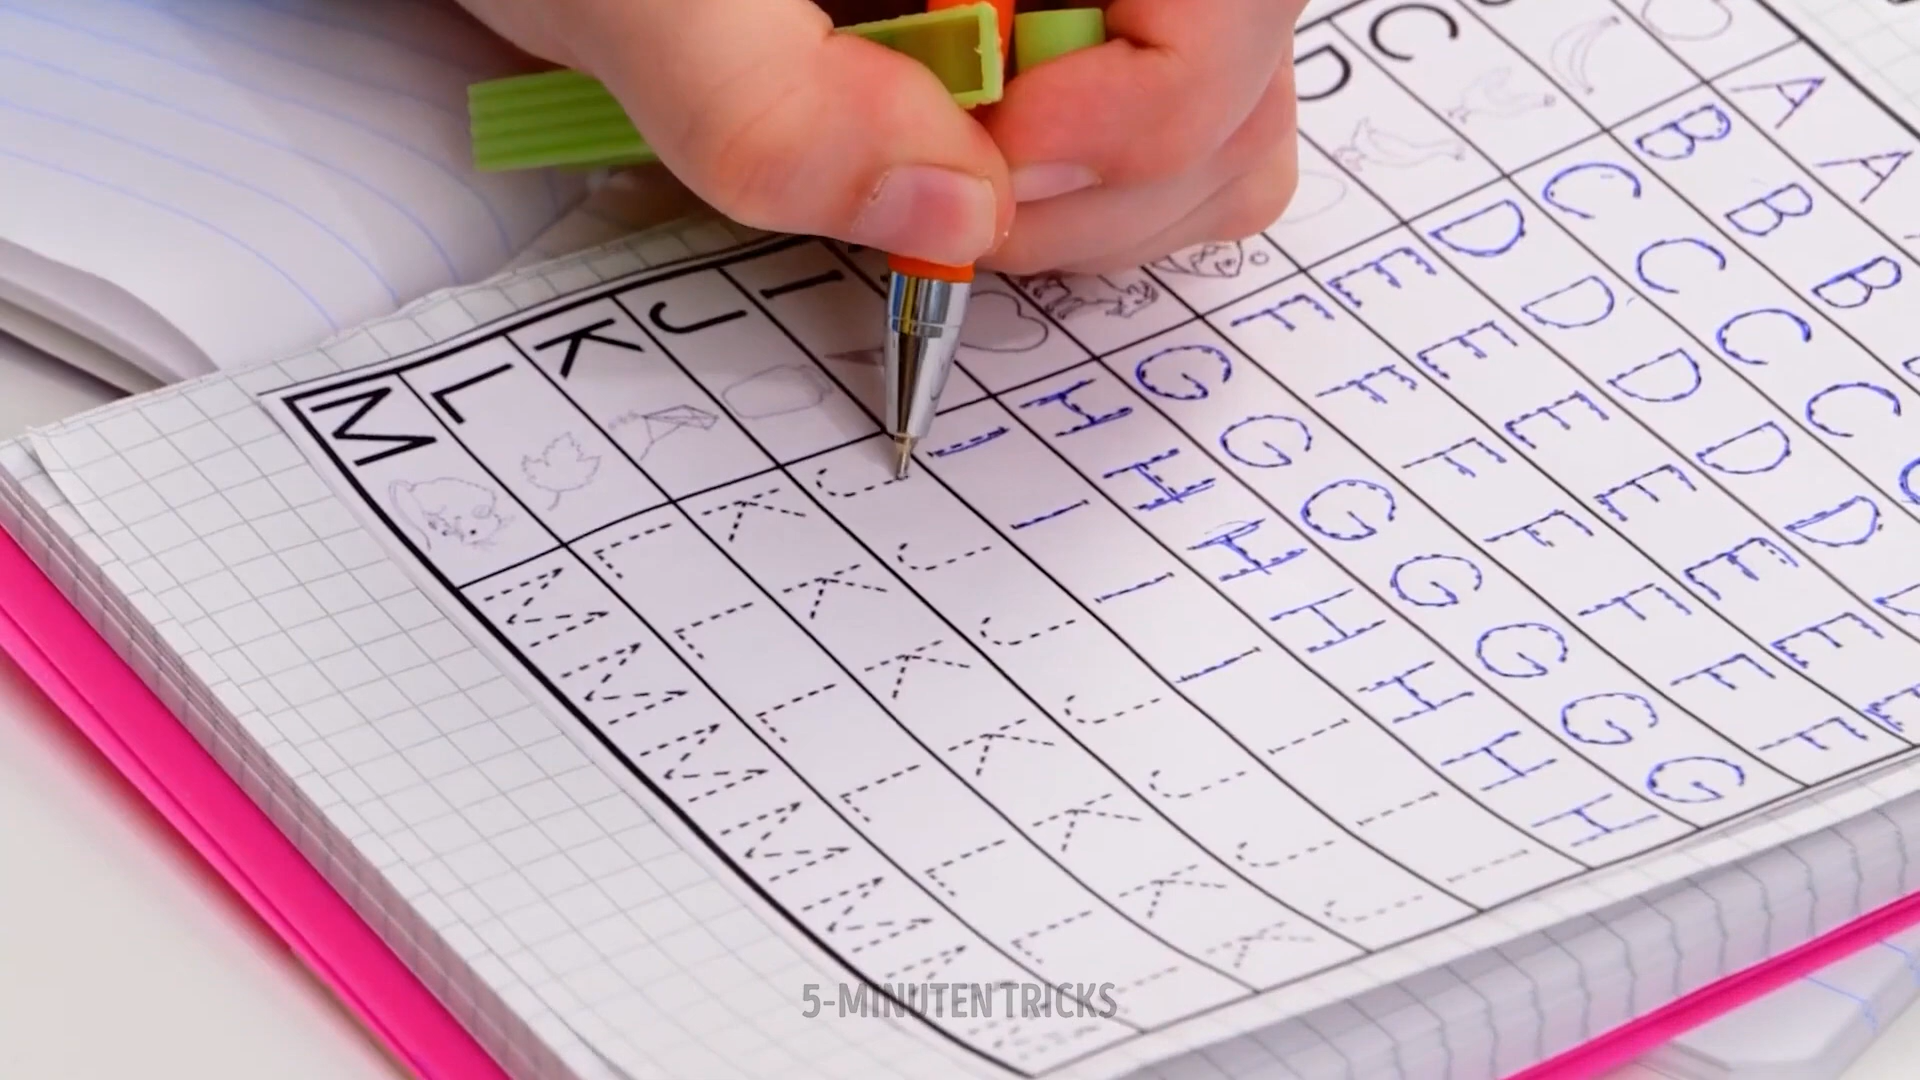 A A
B B B
C C C C C
D D D D D D
E E E E E E E
F F F F F F F
G G G G G G G
H H H H H H H
I I I I I I I I
J J J J J J J J
K K K K K K K K
L L L L L L L L
M M M M M M M M
5-MINUTEN TRICKS